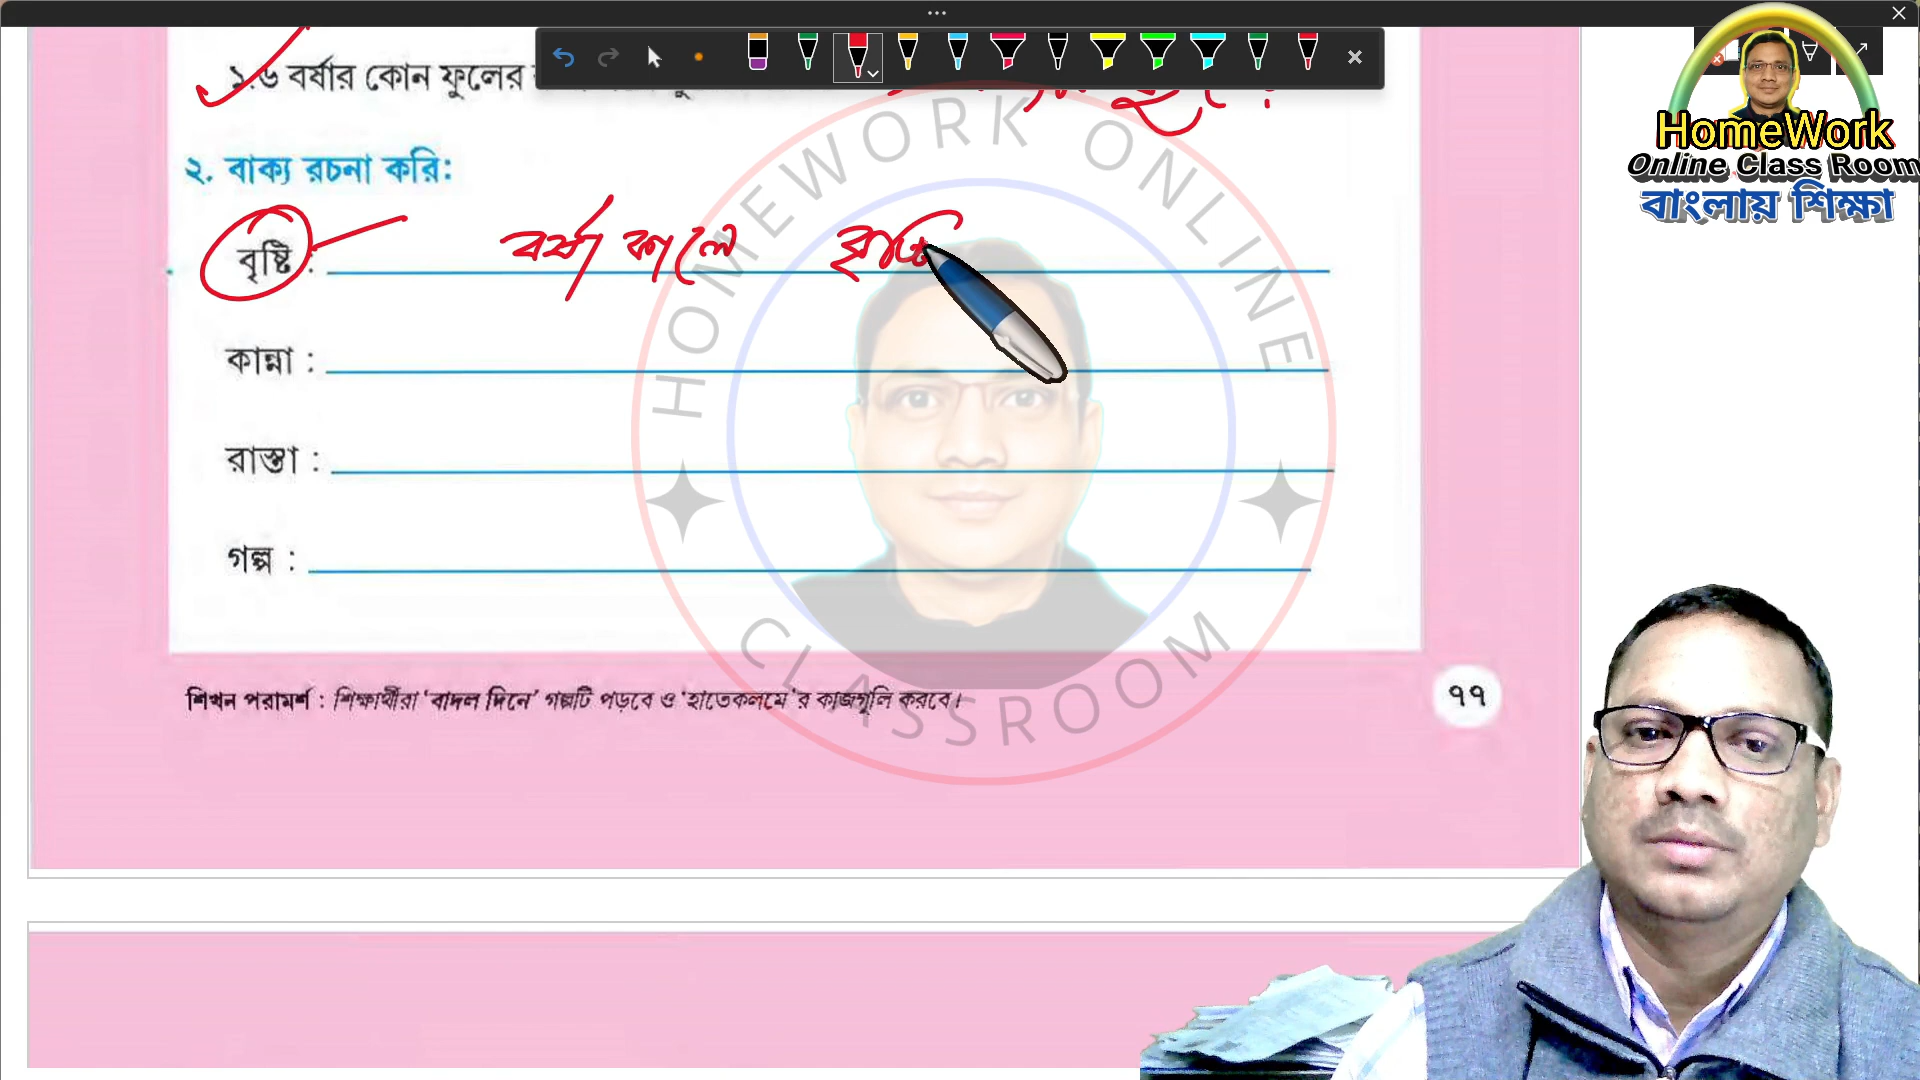 ১.৬ বর্ষার কোন ফুলের
২. বাক্য রচনা করি:
বৃষ্টি : বর্ষা কালে বৃষ্টি
কান্না :
রাস্তা :
গল্প :
শিখন পরামর্শ : শিক্ষার্থীরা ‘বাদল দিনে’ গল্পটি পড়বে ও ‘হাতেকলমে’র কাজগুলি করবে।
৭৭
HOMEWORK ONLINE
CLASSROOM
HomeWork
Online Class Room
বাংলায় শিক্ষা